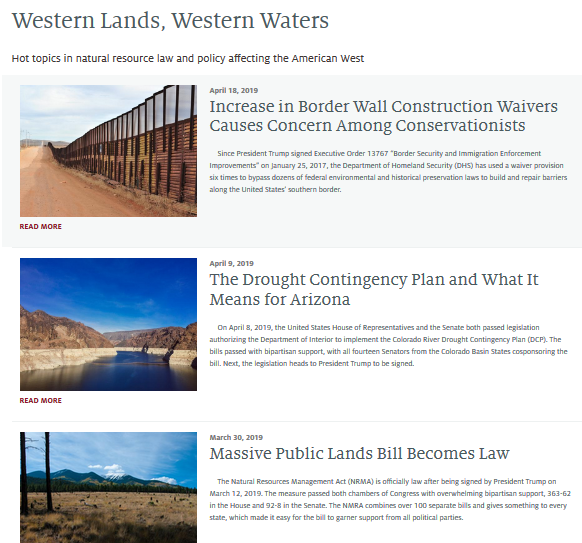 Western Lands, Western Waters
Hot topics in natural resource law and policy affecting the American West
April 18, 2019
Increase in Border Wall Construction Waivers
Causes Concern Among Conservationists
Since President Trump signed Executive Order 13767 "Border Security and Immigration Enforcement
Improvements" on January 25, 2017, the Department of Homeland Security (DHS) has used a waiver provision
six times to bypass dozens of federal environmental and historical preservation laws to build and repair barriers
along the United States' southern border.
READ MORE
April 9, 2019
The Drought Contingency Plan and What It
Means for Arizona
On April 8, 2019, the United States House of Representatives and the Senate both passed legislation
authorizing the Department of Interior to implement the Colorado River Drought Contingency Plan (DCP). The
bills passed with bipartisan support, with all fourteen Senators from the Colorado Basin States cosponsoring the
bill. Next, the legislation heads to President Trump to be signed.
READ MORE
March 30, 2019
Massive Public Lands Bill Becomes Law
The Natural Resources Management Act (NRMA) is officially law after being signed by President Trump on
March 12, 2019. The measure passed both chambers of Congress with overwhelming bipartisan support, 363-62
in the House and 92-8 in the Senate. The NMRA combines over 100 separate bills and gives something to every
state, which made it easy for the bill to garner support from all political parties.